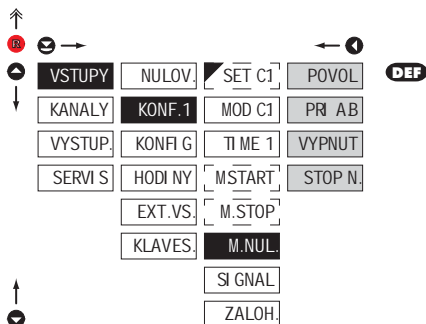 R
VSTUPY NULOV. SET C1 POVOL DEF
KANALY KONF.1 MOD C1 PRI AB
VYSTUP. KONFIG TIME 1 VYPNUT
SERVIS HODINY M.START STOP N.
EXT.VS. M.STOP
KLAVES. M.NUL.
SIGNAL
ZALOH.